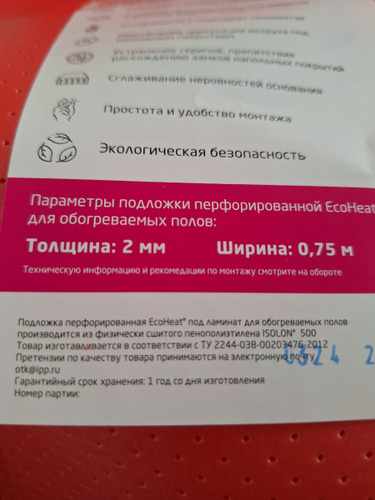 циркуляции воздуха под
Устранение скрипов, препятствие
расхождению замков напольных покрытий
Сглаживание неровностей основания
Простота и удобство монтажа
Экологическая безопасность
Параметры подложки перфорированной EcoHeat
для обогреваемых полов:
Толщина: 2 мм Ширина: 0,75 м
Техническую информацию и рекомедации по монтажу смотрите на обороте
Подложка перфорированная EcoHeat® под ламинат для обогреваемых полов
производится из физически сшитого пенополиэтилена ISOLON® 500
Товар изготавливается в соответствии с ТУ 2244-038-00203476-2012
Претензии по качеству товара принимаются на электронную почту
otk@ipp.ru
Гарантийный срок хранения: 1 год со дня изготовления
Номер партии: